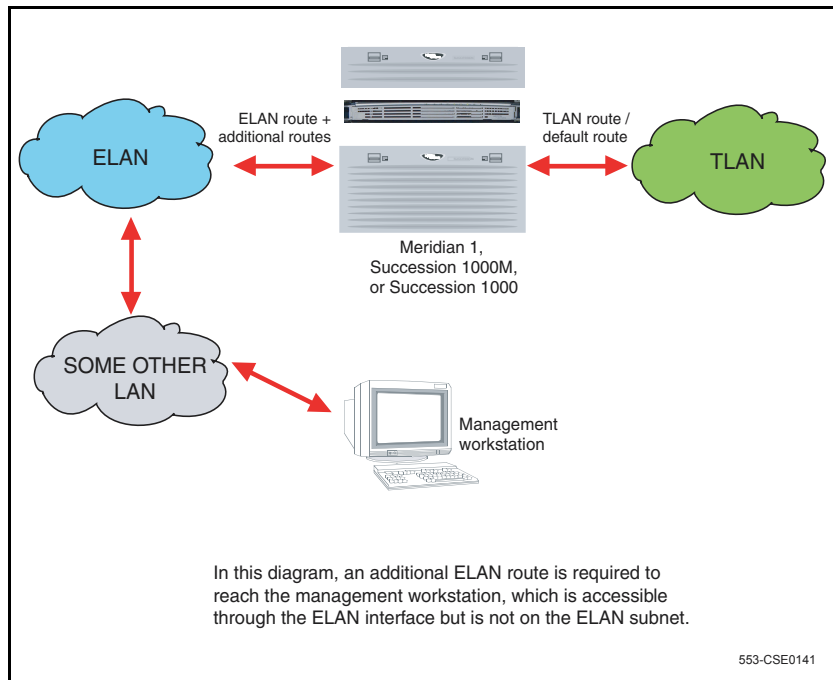 ELAN route +
additional routes
TLAN route /
default route
ELAN
TLAN
Meridian 1,
Succession 1000M,
or Succession 1000
SOME OTHER
LAN
Management
workstation
In this diagram, an additional ELAN route is required to
reach the management workstation, which is accessible
through the ELAN interface but is not on the ELAN subnet.
553-CSE0141